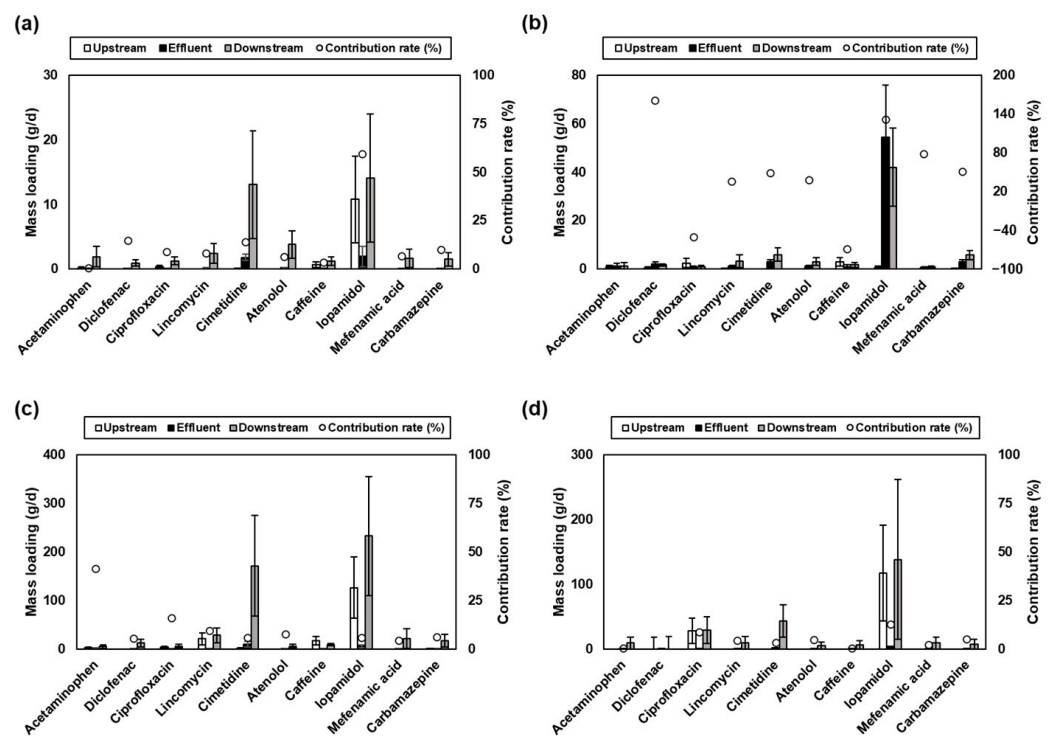 (a)
Upstream Effluent Downstream Contribution rate (%)
30
20
10
0
Mass loading (g/d)
100
75
50
25
0
Contribution rate (%)
Acetaminophen
Diclofenac
Ciprofloxacin
Lincomycin
Cimetidine
Atenolol
Caffeine
Iopamidol
Mefenamic acid
Carbamazepine
(b)
Upstream Effluent Downstream Contribution rate (%)
80
60
40
20
0
Mass loading (g/d)
200
140
80
20
−40
−100
Contribution rate (%)
Acetaminophen
Diclofenac
Ciprofloxacin
Lincomycin
Cimetidine
Atenolol
Caffeine
Iopamidol
Mefenamic acid
Carbamazepine
(c)
Upstream Effluent Downstream Contribution rate (%)
400
300
200
100
0
Mass loading (g/d)
100
75
50
25
0
Contribution rate (%)
Acetaminophen
Diclofenac
Ciprofloxacin
Lincomycin
Cimetidine
Atenolol
Caffeine
Iopamidol
Mefenamic acid
Carbamazepine
(d)
Upstream Effluent Downstream Contribution rate (%)
300
200
100
0
Mass loading (g/d)
100
75
50
25
0
Contribution rate (%)
Acetaminophen
Diclofenac
Ciprofloxacin
Lincomycin
Cimetidine
Atenolol
Caffeine
Iopamidol
Mefenamic acid
Carbamazepine